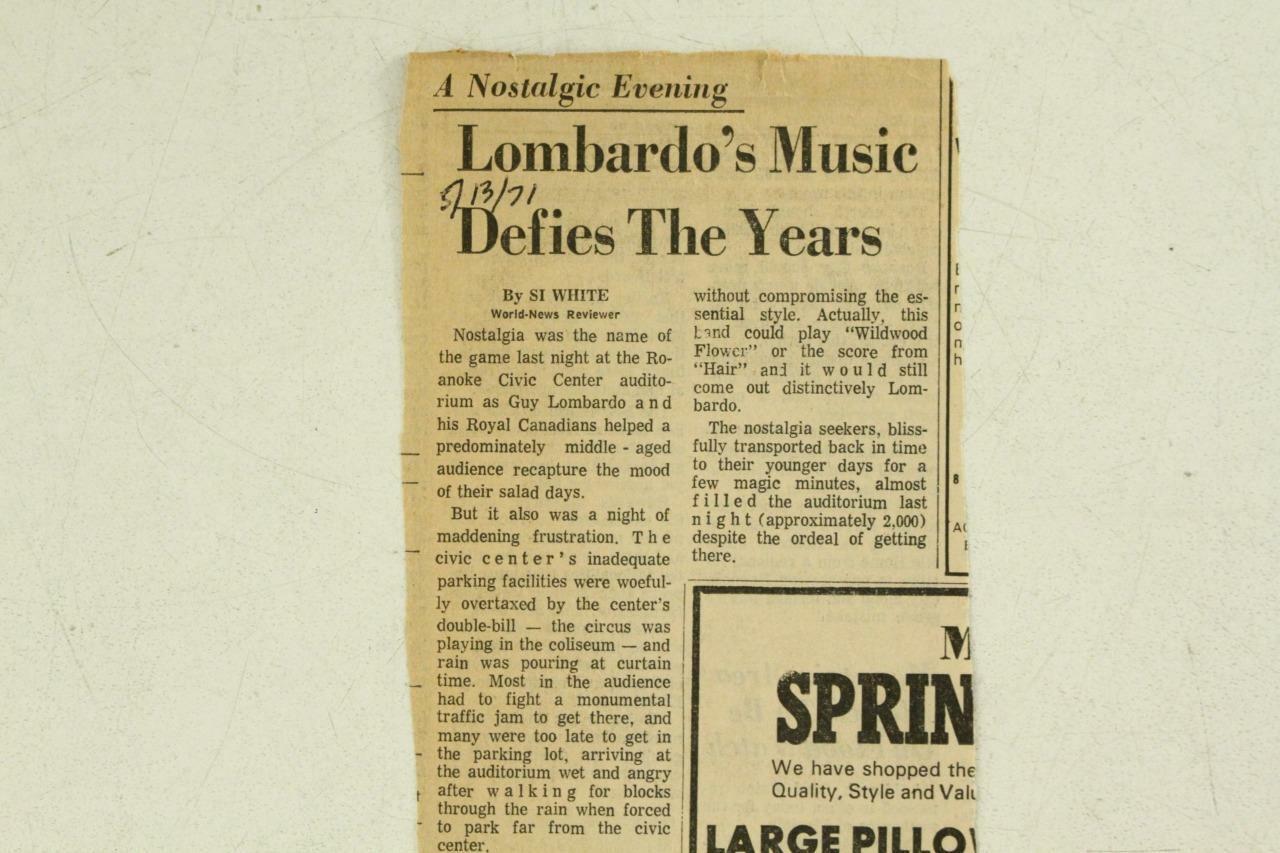 A Nostalgic Evening
Lombardo's Music
5/13/71
Defies The Years
By SI WHITE
World-News Reviewer
Nostalgia was the name of
the game last night at the Ro-
anoke Civic Center audito-
rium as Guy Lombardo and
his Royal Canadians helped a
predominately middle - aged
audience recapture the mood
of their salad days.
But it also was a night of
maddening frustration. The
civic center's inadequate
parking facilities were woeful-
ly overtaxed by the center's
double-bill — the circus was
playing in the coliseum — and
rain was pouring at curtain
time. Most in the audience
had to fight a monumental
traffic jam to get there, and
many were too late to get in
the parking lot, arriving at
the auditorium wet and angry
after walking for blocks
through the rain when forced
to park far from the civic
center.
without compromising the es-
sential style. Actually, this
band could play "Wildwood
Flower" or the score from
"Hair" and it would still
come out distinctively Lom-
bardo.
The nostalgia seekers, bliss-
fully transported back in time
to their younger days for a
few magic minutes, almost
filled the auditorium last
night (approximately 2,000)
despite the ordeal of getting
there.
M
SPRIN
We have shopped the
Quality, Style and Valu
LARGE PILLO